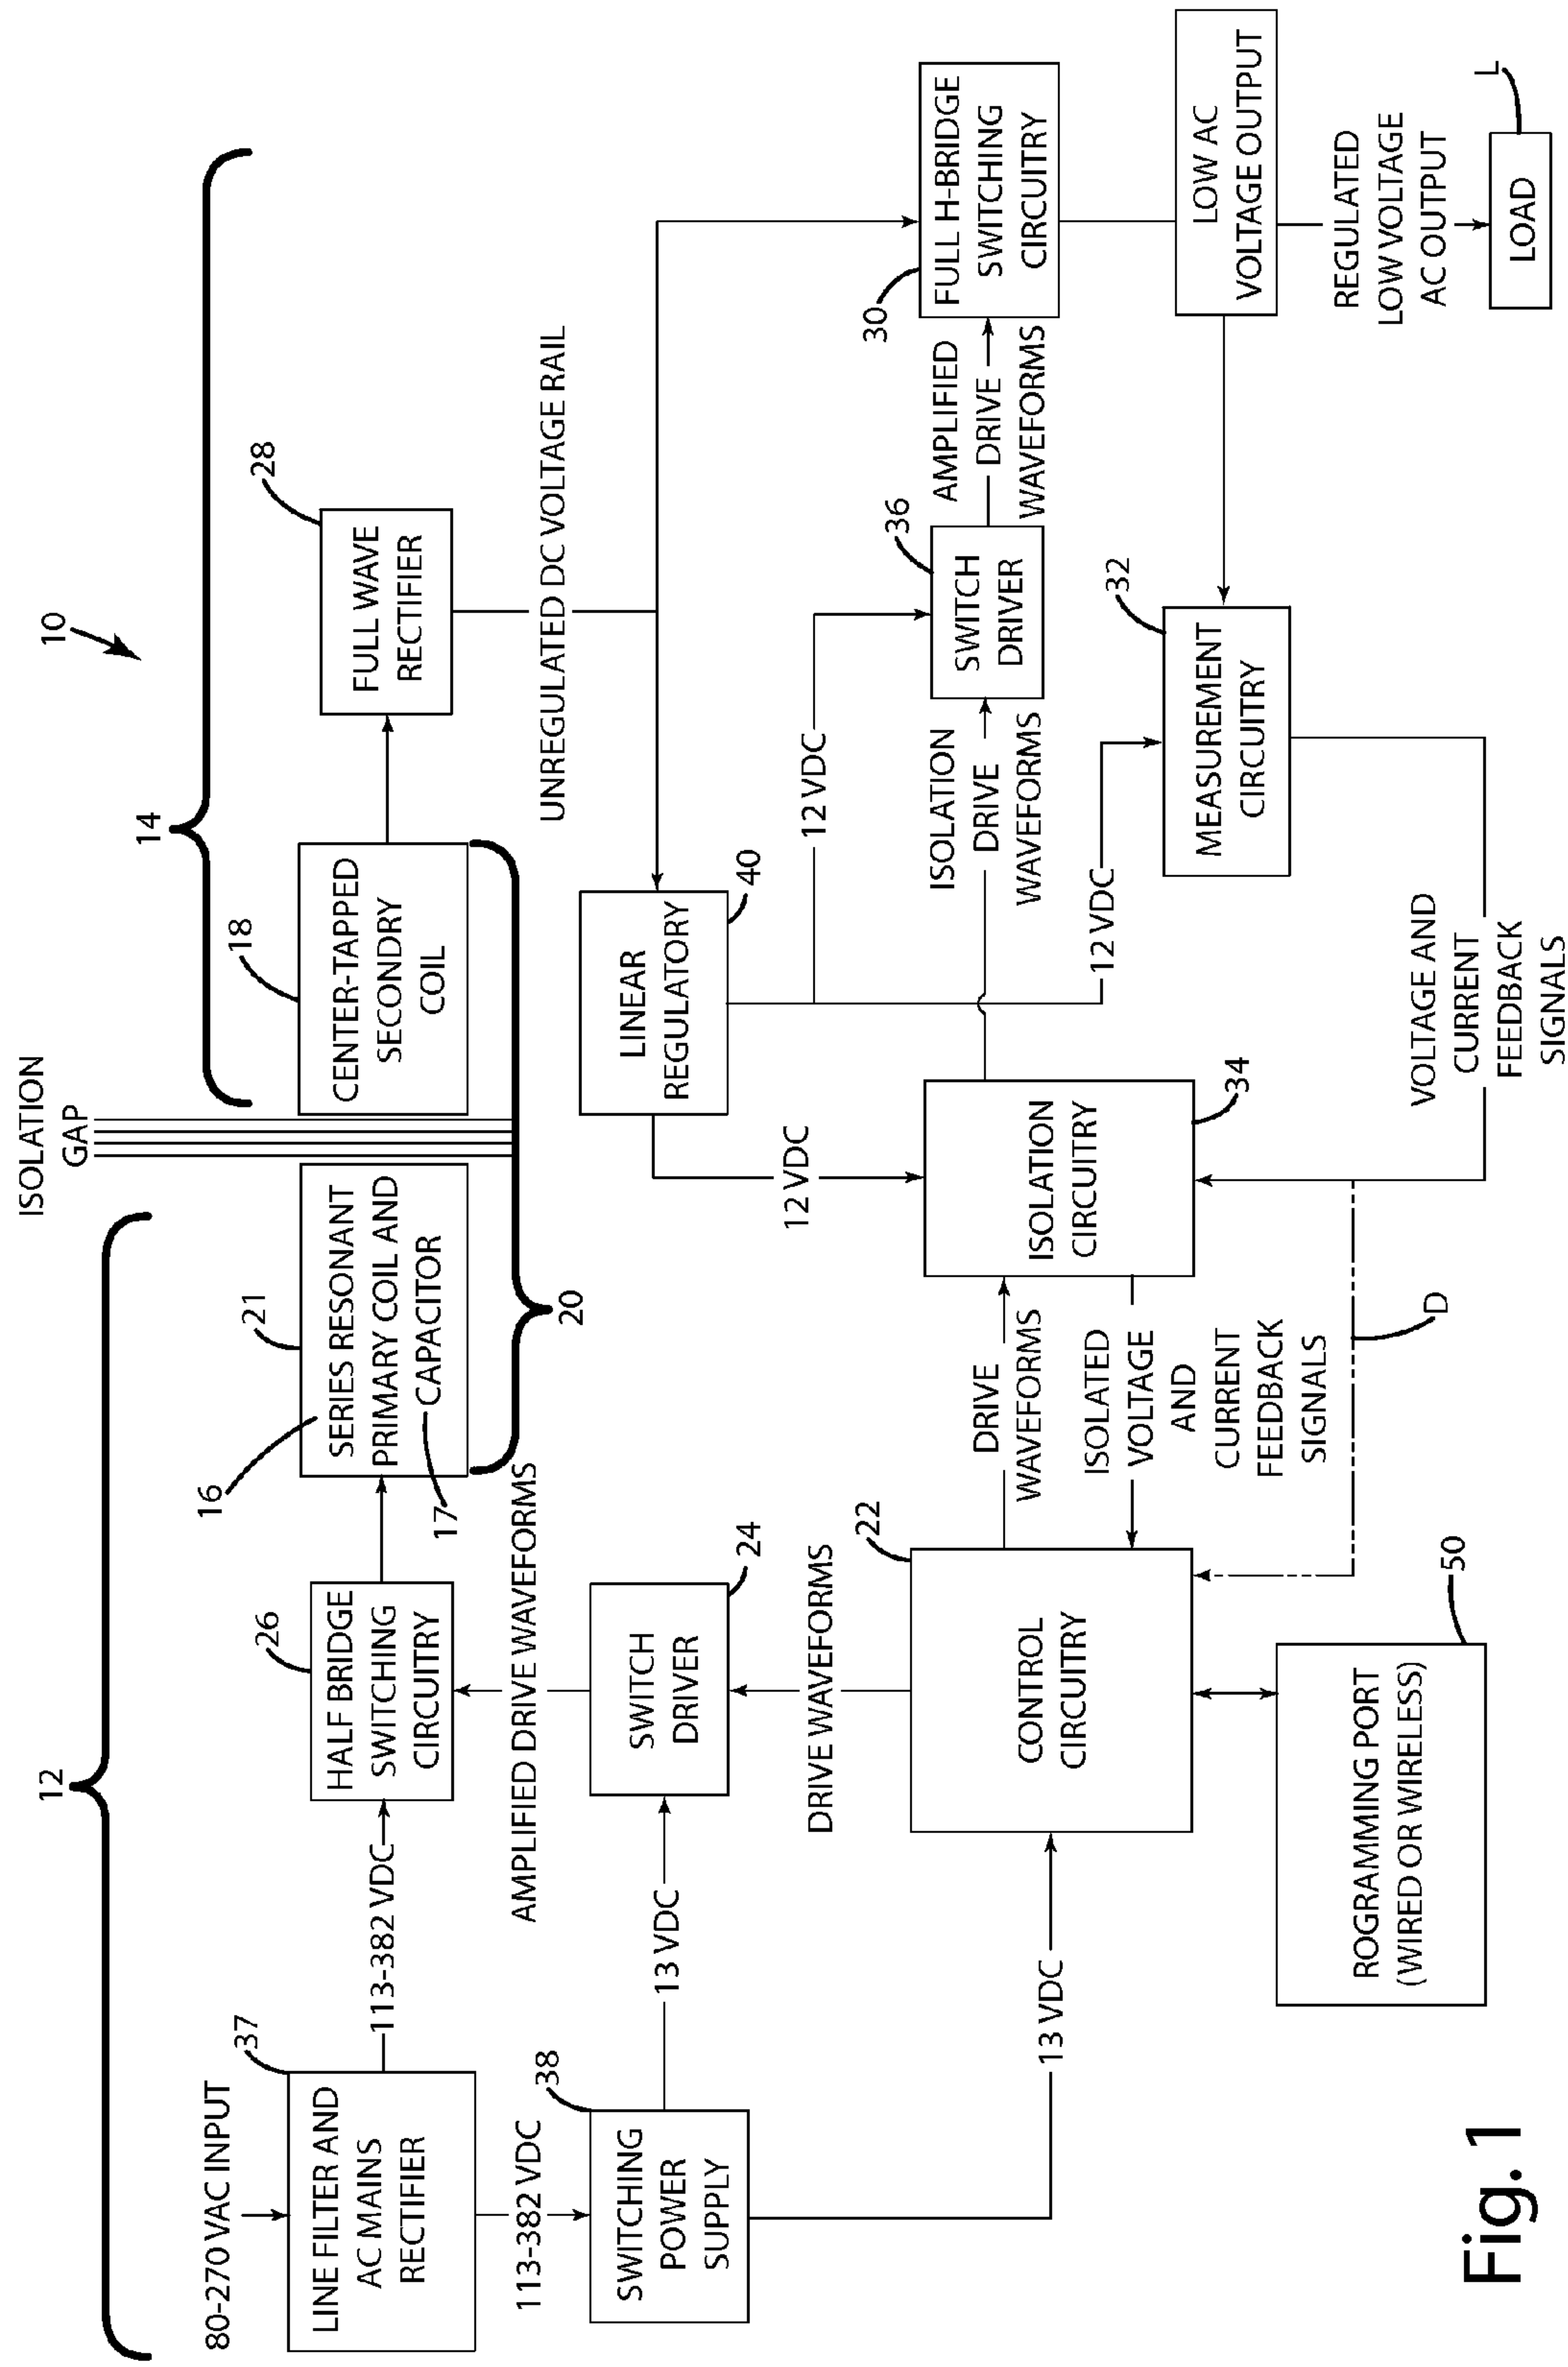 10
12
14
ISOLATION
GAP
80-270 VAC INPUT
37
LINE FILTER AND
AC MAINS
RECTIFIER
113-382 VDC
26
HALF BRIDGE
SWITCHING
CIRCUITRY
16
21
SERIES RESONANT
PRIMARY COIL AND
CAPACITOR
17
20
18
CENTER-TAPPED
SECONDRY
COIL
28
FULL WAVE
RECTIFIER
UNREGULATED DC VOLTAGE RAIL
113-382 VDC
38
SWITCHING
POWER
SUPPLY
13 VDC
AMPLIFIED DRIVE WAVEFORMS
24
SWITCH
DRIVER
DRIVE WAVEFORMS
13 VDC
22
CONTROL
CIRCUITRY
50
ROGRAMMING PORT
(WIRED OR WIRELESS)
DRIVE
WAVEFORMS
ISOLATED
VOLTAGE
AND
CURRENT
FEEDBACK
SIGNALS
D
40
LINEAR
REGULATORY
12 VDC
34
ISOLATION
CIRCUITRY
12 VDC
ISOLATION
DRIVE
WAVEFORMS
12 VDC
36
SWITCH
DRIVER
AMPLIFIED
DRIVE
WAVEFORMS
30
FULL H-BRIDGE
SWITCHING
CIRCUITRY
32
MEASUREMENT
CIRCUITRY
VOLTAGE AND
CURRENT
FEEDBACK
SIGNALS
LOW AC
VOLTAGE OUTPUT
REGULATED
LOW VOLTAGE
AC OUTPUT
L
LOAD
Fig. 1